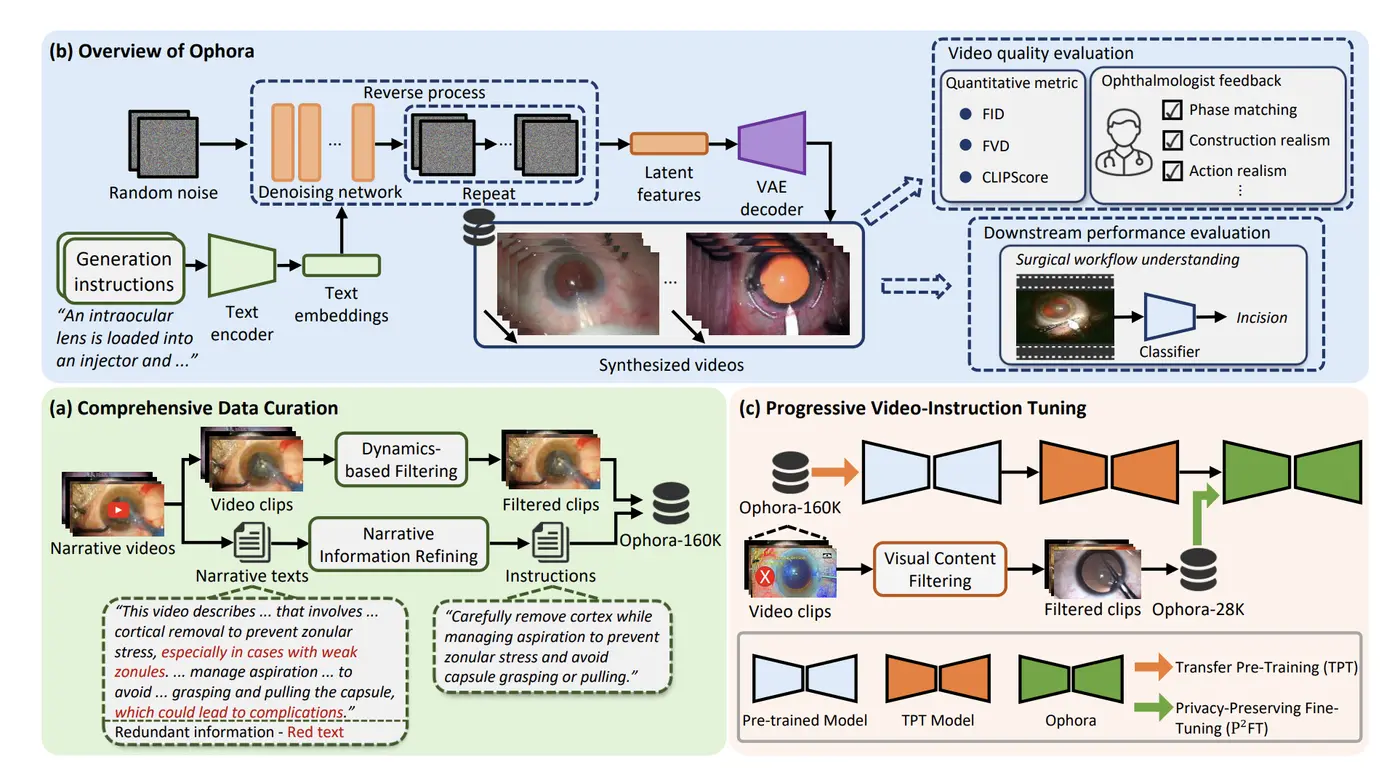 (b) Overview of Ophora
Random noise
Reverse process
...
Denoising network
...
Repeat
Latent
features
VAE
decoder
Generation
instructions
“An intraocular
lens is loaded into
an injector and ...”
Text
encoder
Text
embeddings
...
Synthesized videos
Video quality evaluation
Quantitative metric
FID
FVD
CLIPScore
Ophthalmologist feedback
Phase matching
Construction realism
Action realism
⋮
Downstream performance evaluation
Surgical workflow understanding
Classifier
Incision
(a) Comprehensive Data Curation
Narrative videos
Video clips
Dynamics-
based Filtering
Filtered clips
Narrative texts
Narrative
Information Refining
Instructions
Ophora-160K
“This video describes ... that involves ...
cortical removal to prevent zonular
stress, especially in cases with weak
zonules. ... manage aspiration ... to
avoid ... grasping and pulling the capsule,
which could lead to complications.”
Redundant information - Red text
“Carefully remove cortex while
managing aspiration to prevent
zonular stress and avoid
capsule grasping or pulling.”
(c) Progressive Video-Instruction Tuning
Ophora-160K
X
Video clips
Visual Content
Filtering
Filtered clips
Ophora-28K
Pre-trained Model
TPT Model
Ophora
Transfer Pre-Training (TPT)
Privacy-Preserving Fine-
Tuning (P²FT)